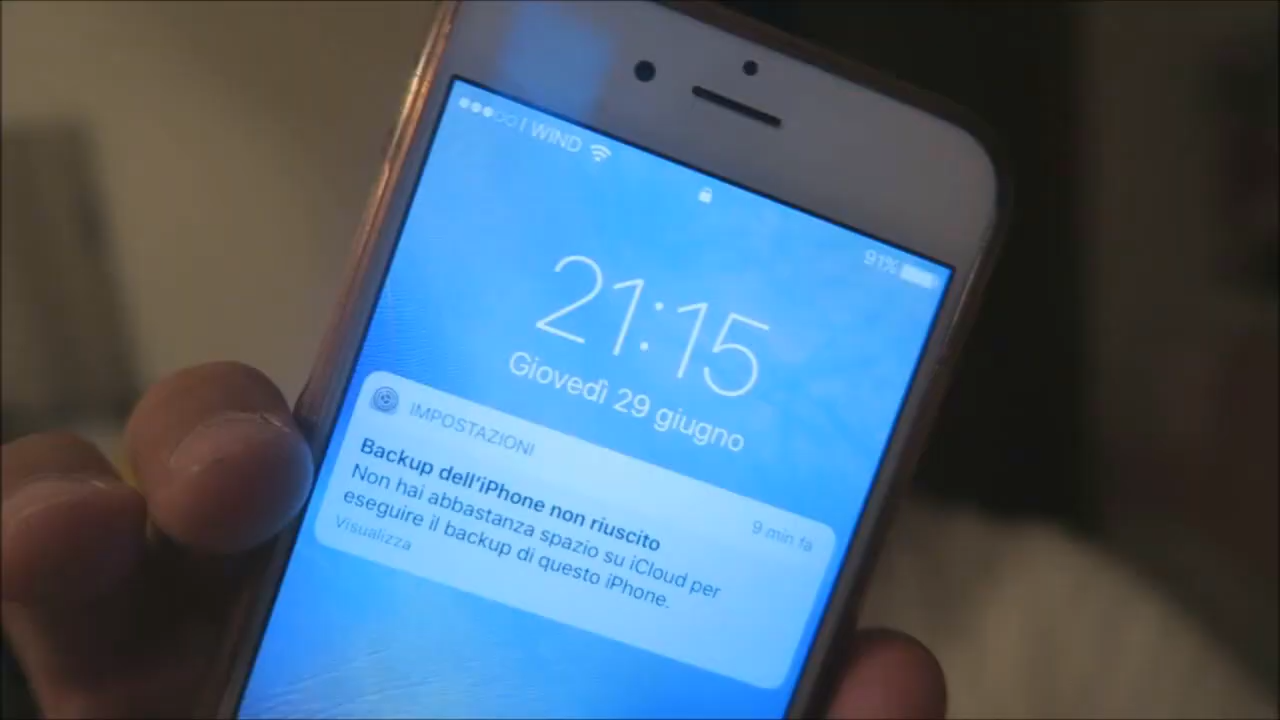 I WIND
91%
21:15
Giovedì 29 giugno
IMPOSTAZIONI
9 min fa
Backup dell'iPhone non riuscito
Non hai abbastanza spazio su iCloud per
eseguire il backup di questo iPhone.
Visualizza